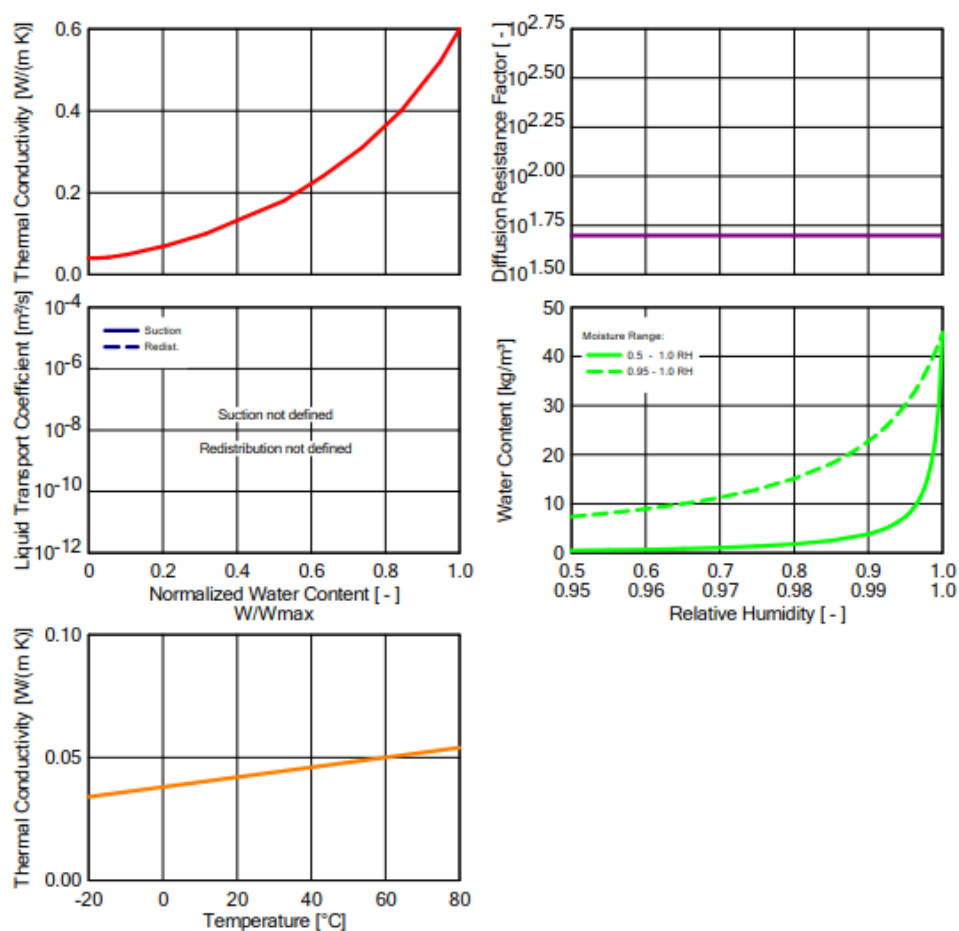 Thermal Conductivity [W/(m K)]
0.6
0.4
0.2
0.0
Diffusion Resistance Factor [ - ]
10^2.75
10^2.50
10^2.25
10^2.00
10^1.75
10^1.50
Liquid Transport Coefficient [m²/s]
10^-4
10^-6
10^-8
10^-10
10^-12
Suction
Redist.
Suction not defined
Redistribution not defined
0 0.2 0.4 0.6 0.8 1.0
Normalized Water Content [ - ]
W/Wmax
Water Content [kg/m³]
50
40
30
20
10
0
Moisture Range:
0.5 - 1.0 RH
0.95 - 1.0 RH
0.5 0.6 0.7 0.8 0.9 1.0
0.95 0.96 0.97 0.98 0.99 1.0
Relative Humidity [ - ]
Thermal Conductivity [W/(m K)]
0.10
0.05
0.00
-20 0 20 40 60 80
Temperature [°C]